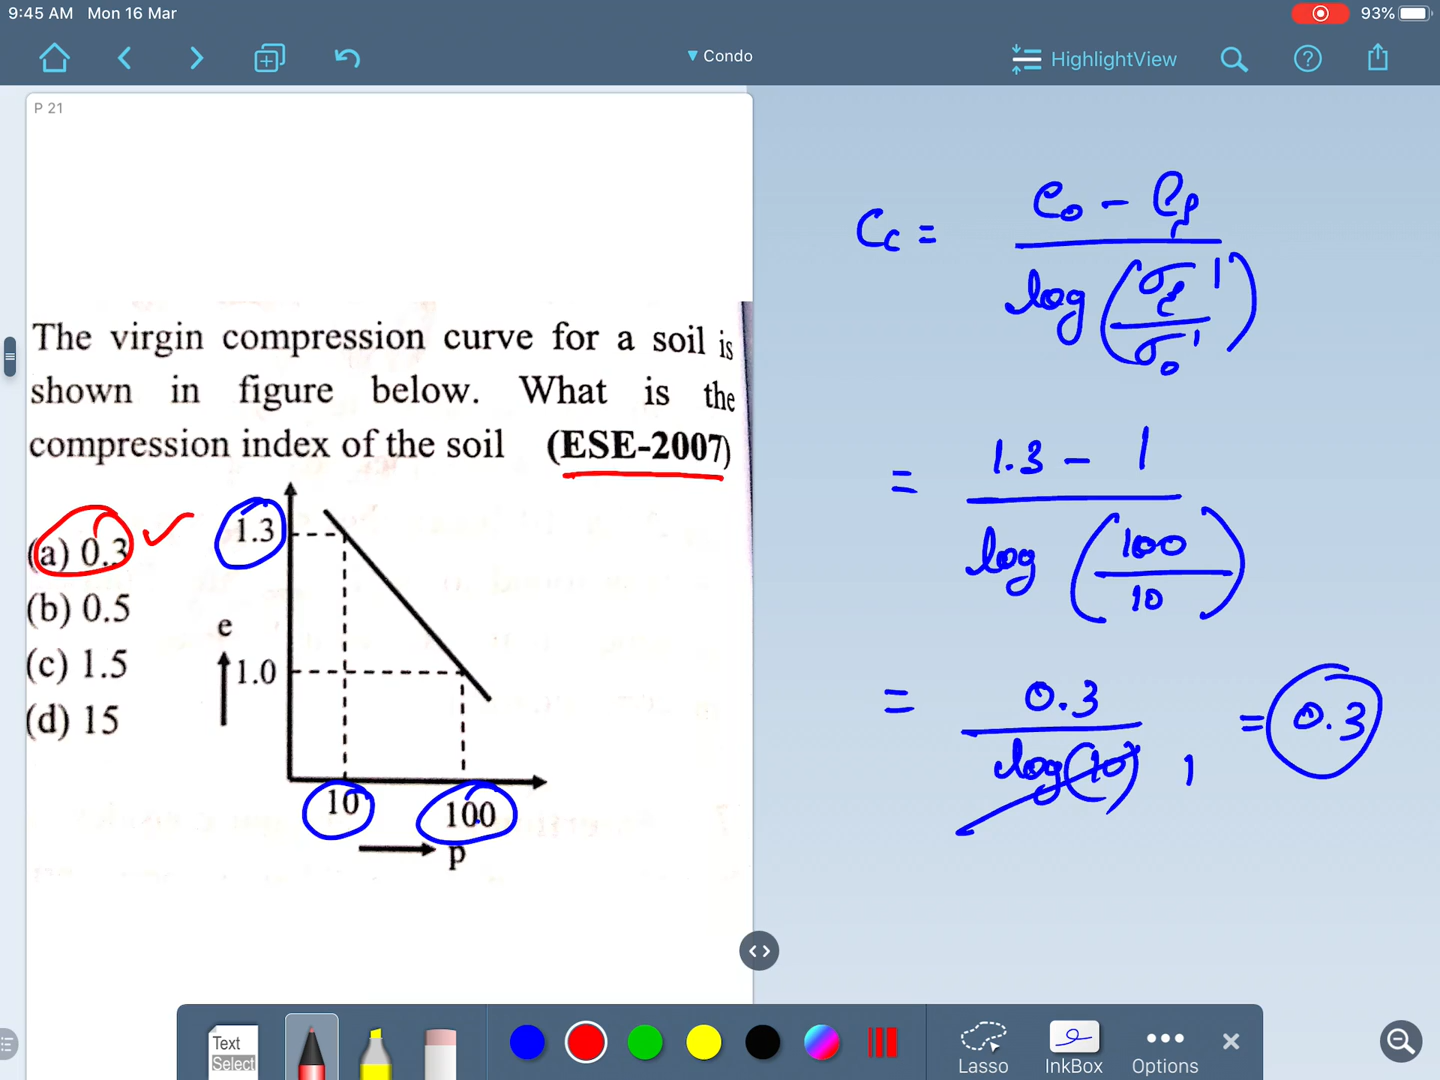 9:45 AM Mon 16 Mar
93%
Condo
HighlightView
P 21
The virgin compression curve for a soil is
shown in figure below. What is the
compression index of the soil (ESE-2007)
(a) 0.3
(b) 0.5
(c) 1.5
(d) 15
1.3
e
1.0
10
100
p
Cc = e₀ - e_f / log (σ_f' / σ₀')
= 1.3 - 1 / log (100 / 10)
= 0.3 / log(10) 1 = 0.3
Text
Select
Lasso
InkBox
Options